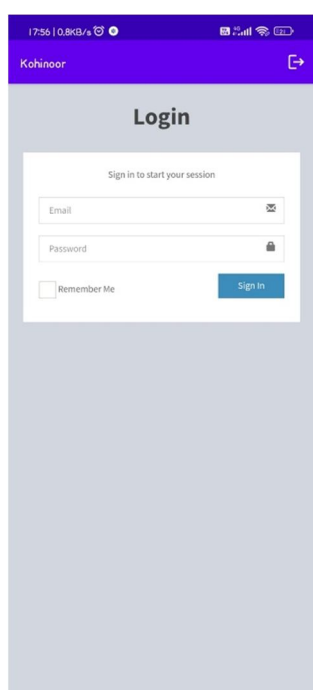 17:56 | 0,8KB/s
Kohinoor
Login
Sign in to start your session
Email
Password
Remember Me
Sign In